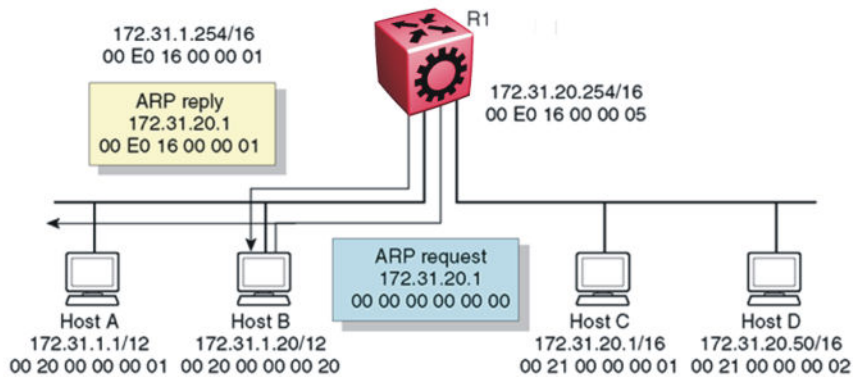 R1
172.31.1.254/16
00 E0 16 00 00 01
ARP reply
172.31.20.1
00 E0 16 00 00 01
172.31.20.254/16
00 E0 16 00 00 05
ARP request
172.31.20.1
00 00 00 00 00 00
Host A
172.31.1.1/12
00 20 00 00 00 01
Host B
172.31.1.20/12
00 20 00 00 00 20
Host C
172.31.20.1/16
00 21 00 00 00 01
Host D
172.31.20.50/16
00 21 00 00 00 02